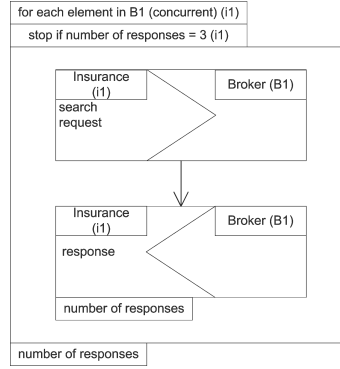 for each element in B1 (concurrent) (i1)
stop if number of responses = 3 (i1)
Insurance
(i1)
Broker (B1)
search
request
Insurance
(i1)
Broker (B1)
response
number of responses
number of responses